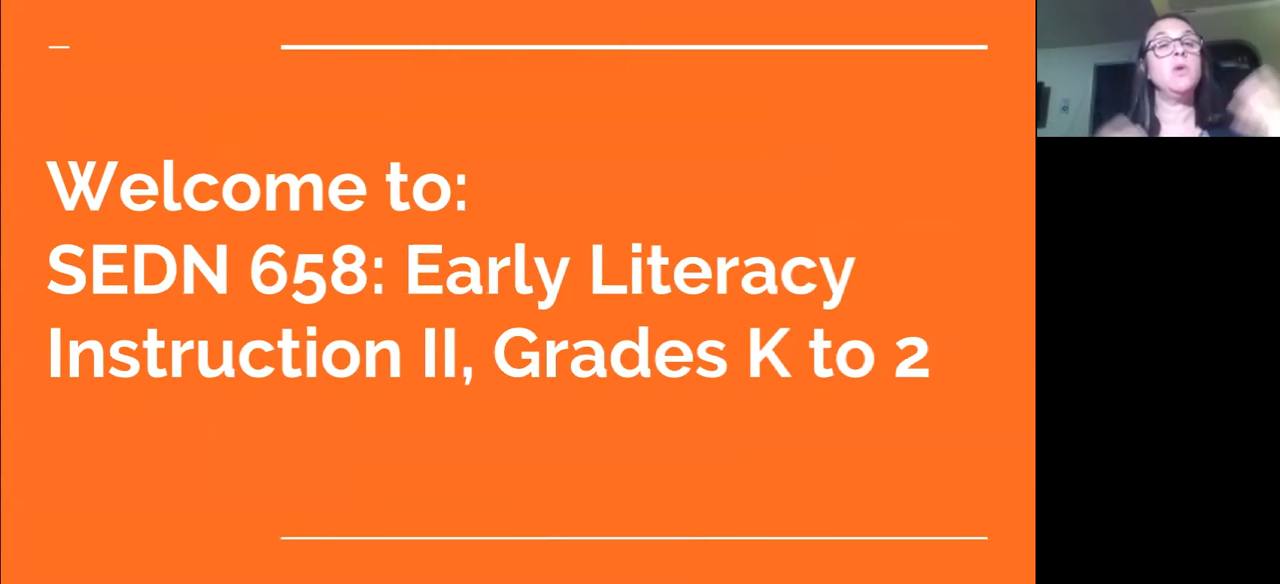 Welcome to:
SEDN 658: Early Literacy
Instruction II, Grades K to 2